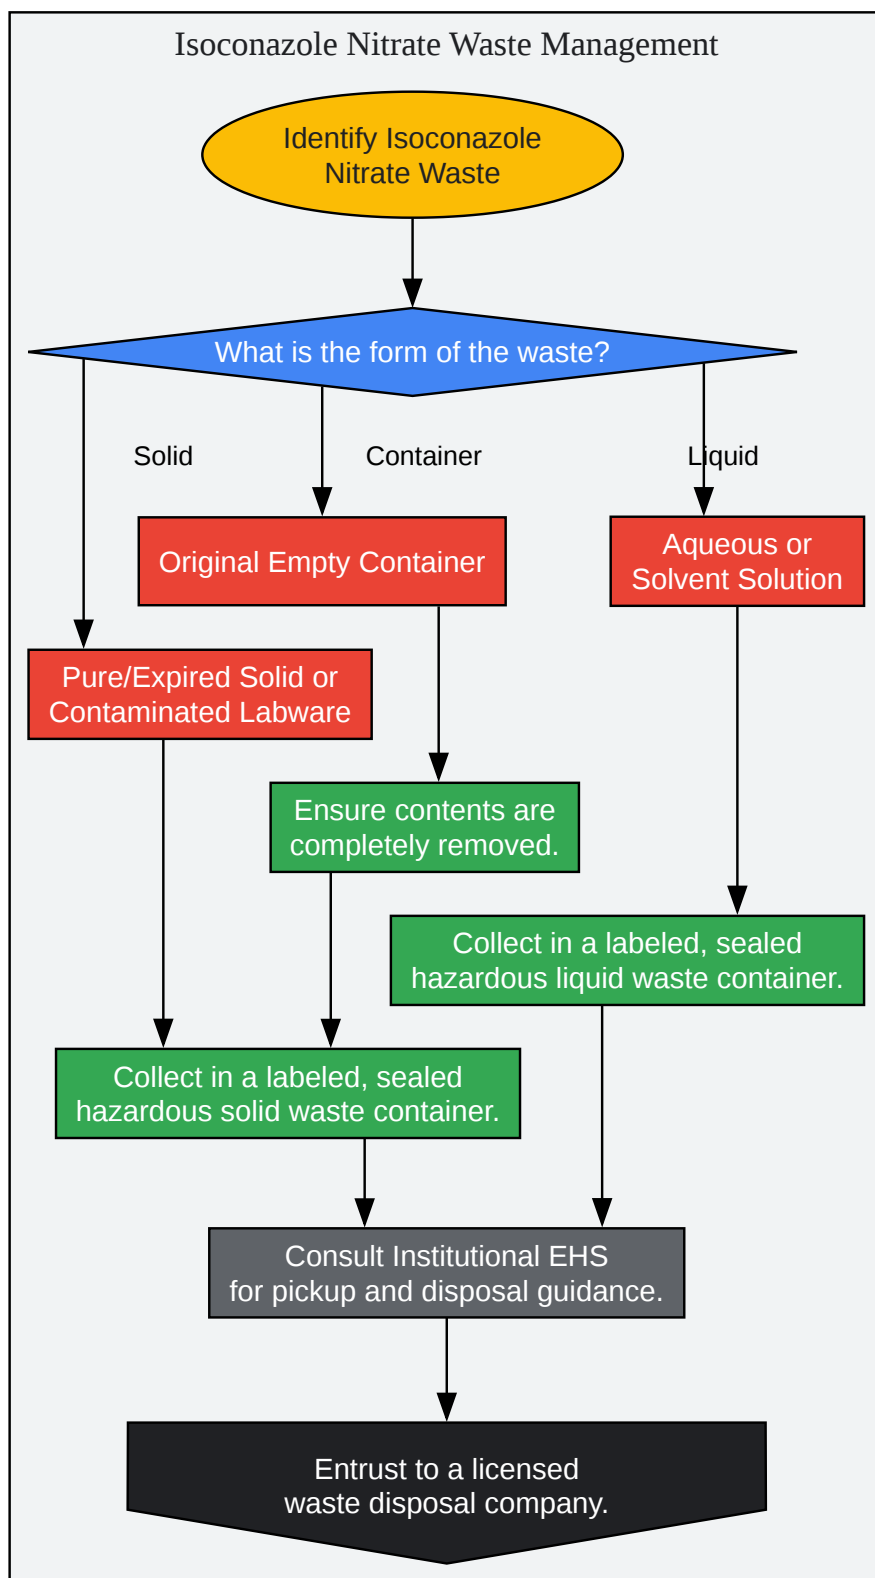 Isoconazole Nitrate Waste Management
Identify Isoconazole
Nitrate Waste
What is the form of the waste?
Solid
Container
Liquid
Original Empty Container
Aqueous or
Solvent Solution
Pure/Expired Solid or
Contaminated Labware
Ensure contents are
completely removed.
Collect in a labeled, sealed
hazardous liquid waste container.
Collect in a labeled, sealed
hazardous solid waste container.
Consult Institutional EHS
for pickup and disposal guidance.
Entrust to a licensed
waste disposal company.